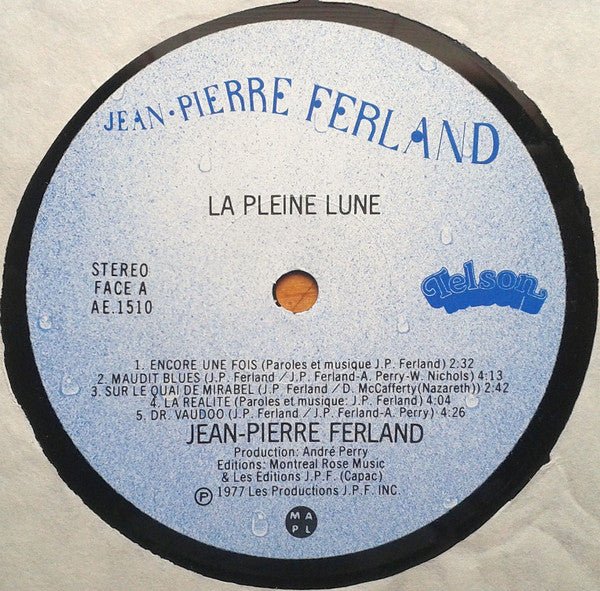 JEAN-PIERRE FERLAND
LA PLEINE LUNE
STEREO
FACE A
AE.1510
Telson
1. ENCORE UNE FOIS (Paroles et musique J.P. Ferland) 2:32
2. MAUDIT BLUES (J.P. Ferland / J.P. Ferland-A. Perry-W. Nichols) 4:13
3. SUR LE QUAI DE MIRABEL (J.P. Ferland / D. McCafferty(Nazareth)) 2:42
4. LA REALITE (Paroles et musique: J.P. Ferland) 4:04
5. DR. VAUDOO (J.P. Ferland / J.P. Ferland-A. Perry) 4:26
JEAN-PIERRE FERLAND
Production: André Perry
Editions: Montreal Rose Music
& Les Editions J.P.F. (Capac)
℗ 1977 Les Productions J.P.F. INC.
M A
P L